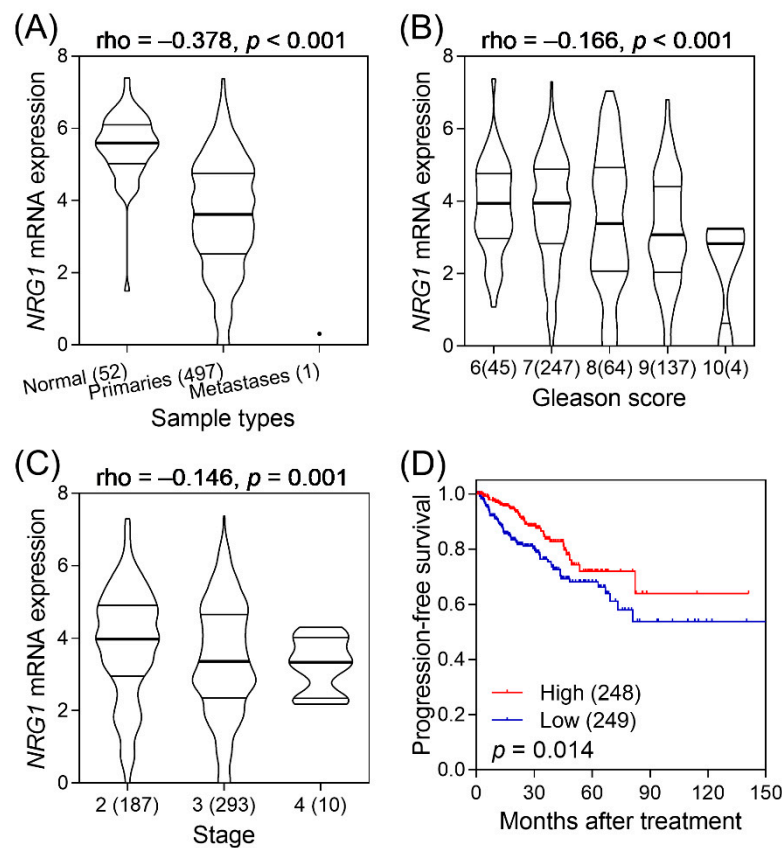 (A)
rho = –0.378, p < 0.001
NRG1 mRNA expression
8
6
4
2
0
Normal (52)
Primaries (497)
Metastases (1)
Sample types
(B)
rho = –0.166, p < 0.001
NRG1 mRNA expression
8
6
4
2
0
6(45) 7(247) 8(64) 9(137) 10(4)
Gleason score
(C)
rho = –0.146, p = 0.001
NRG1 mRNA expression
8
6
4
2
0
2 (187) 3 (293) 4 (10)
Stage
(D)
Progression-free survival
1.0
0.8
0.6
0.4
0.2
0.0
High (248)
Low (249)
p = 0.014
0 30 60 90 120 150
Months after treatment